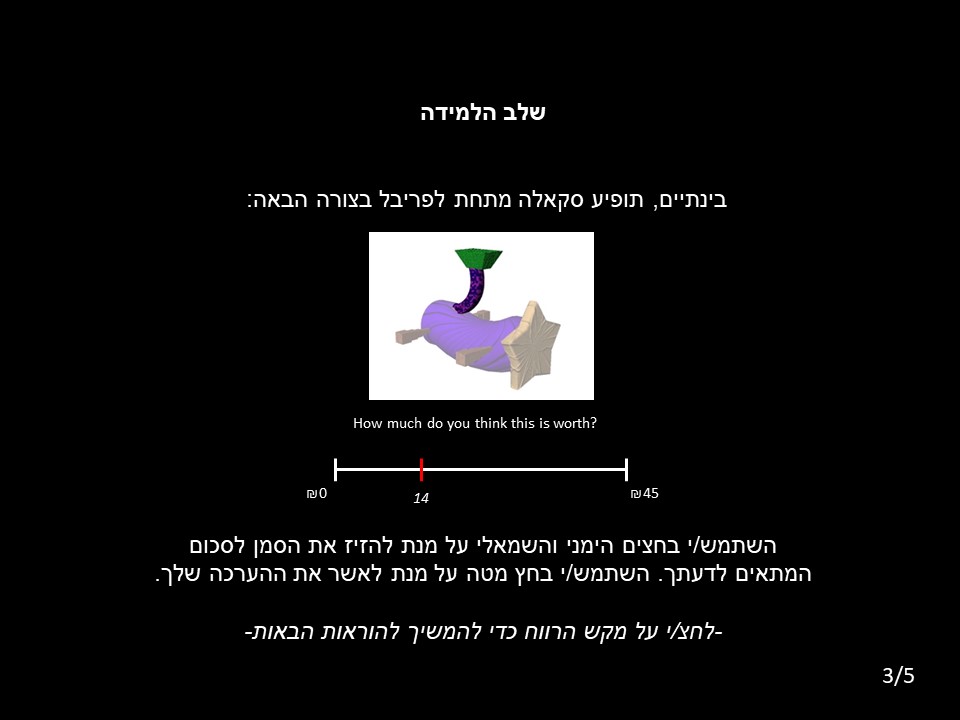 שלב הלמידה
בינתיים, תופיע סקאלה מתחת לפריבל בצורה הבאה:
How much do you think this is worth?
₪0
14
₪45
השתמש/י בחצים הימני והשמאלי על מנת להזיז את הסמן לסכום
המתאים לדעתך. השתמש/י בחץ מטה על מנת לאשר את ההערכה שלך.
-לחצ/י על מקש הרווח כדי להמשיך להוראות הבאות-
3/5